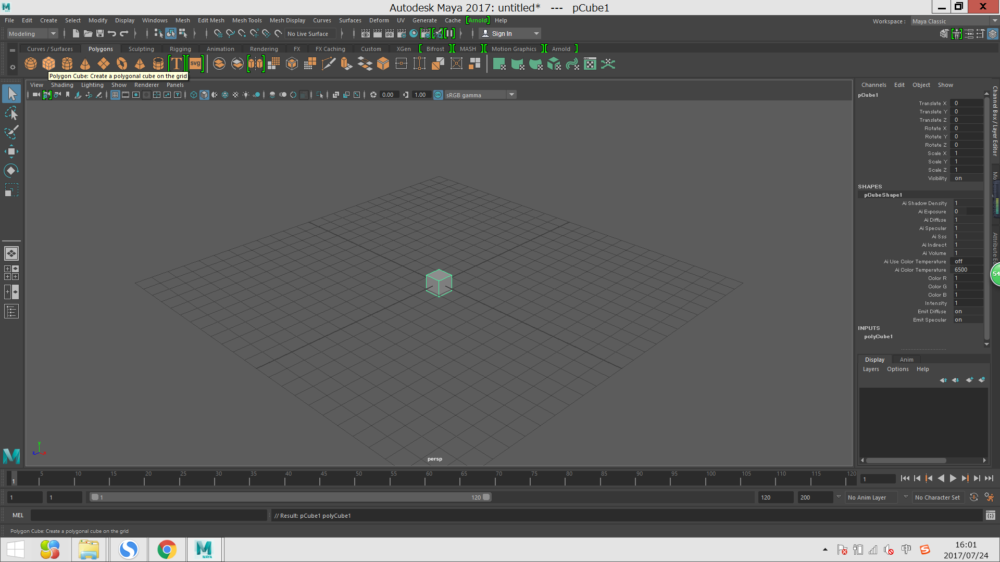 Autodesk Maya 2017: untitled*   ---   pCube1
File Edit Create Select Modify Display Windows Mesh Edit Mesh Mesh Tools Mesh Display Curves Surfaces Deform UV Generate Cache [Arnold] Help
Workspace : Maya Classic
Modeling No Live Surface IPR Sign In
Curves / Surfaces Polygons Sculpting Rigging Animation Rendering FX FX Caching Custom XGen [ Bifrost ] [ MASH ] [ Motion Graphics ] [ Arnold ]
T svg
Polygon Cube: Create a polygonal cube on the grid
View Shading Lighting Show Renderer Panels
0.00 1.00 ON sRGB gamma
persp
y
z x
Channels Edit Object Show
pCube1
Translate X 0
Translate Y 0
Translate Z 0
Rotate X 0
Rotate Y 0
Rotate Z 0
Scale X 1
Scale Y 1
Scale Z 1
Visibility on
SHAPES
pCubeShape1
Ai Shadow Density 1
Ai Exposure 0
Ai Diffuse 1
Ai Specular 1
Ai Sss 1
Ai Indirect 1
Ai Volume 1
Ai Use Color Temperature off
Ai Color Temperature 6500
Color R 1
Color G 1
Color B 1
Intensity 1
Emit Diffuse on
Emit Specular on
INPUTS
polyCube1
Channel Box / Layer Editor
Mo
Attribute E
54
Display Anim
Layers Options Help
1 5 10 15 20 25 30 35 40 45 50 55 60 65 70 75 80 85 90 95 100 105 110 115 120
1
1 1 1 120 120 200 No Anim Layer No Character Set
MEL // Result: pCube1 polyCube1
Polygon Cube: Create a polygonal cube on the grid
MAYA
中
S
16:01
2017/07/24